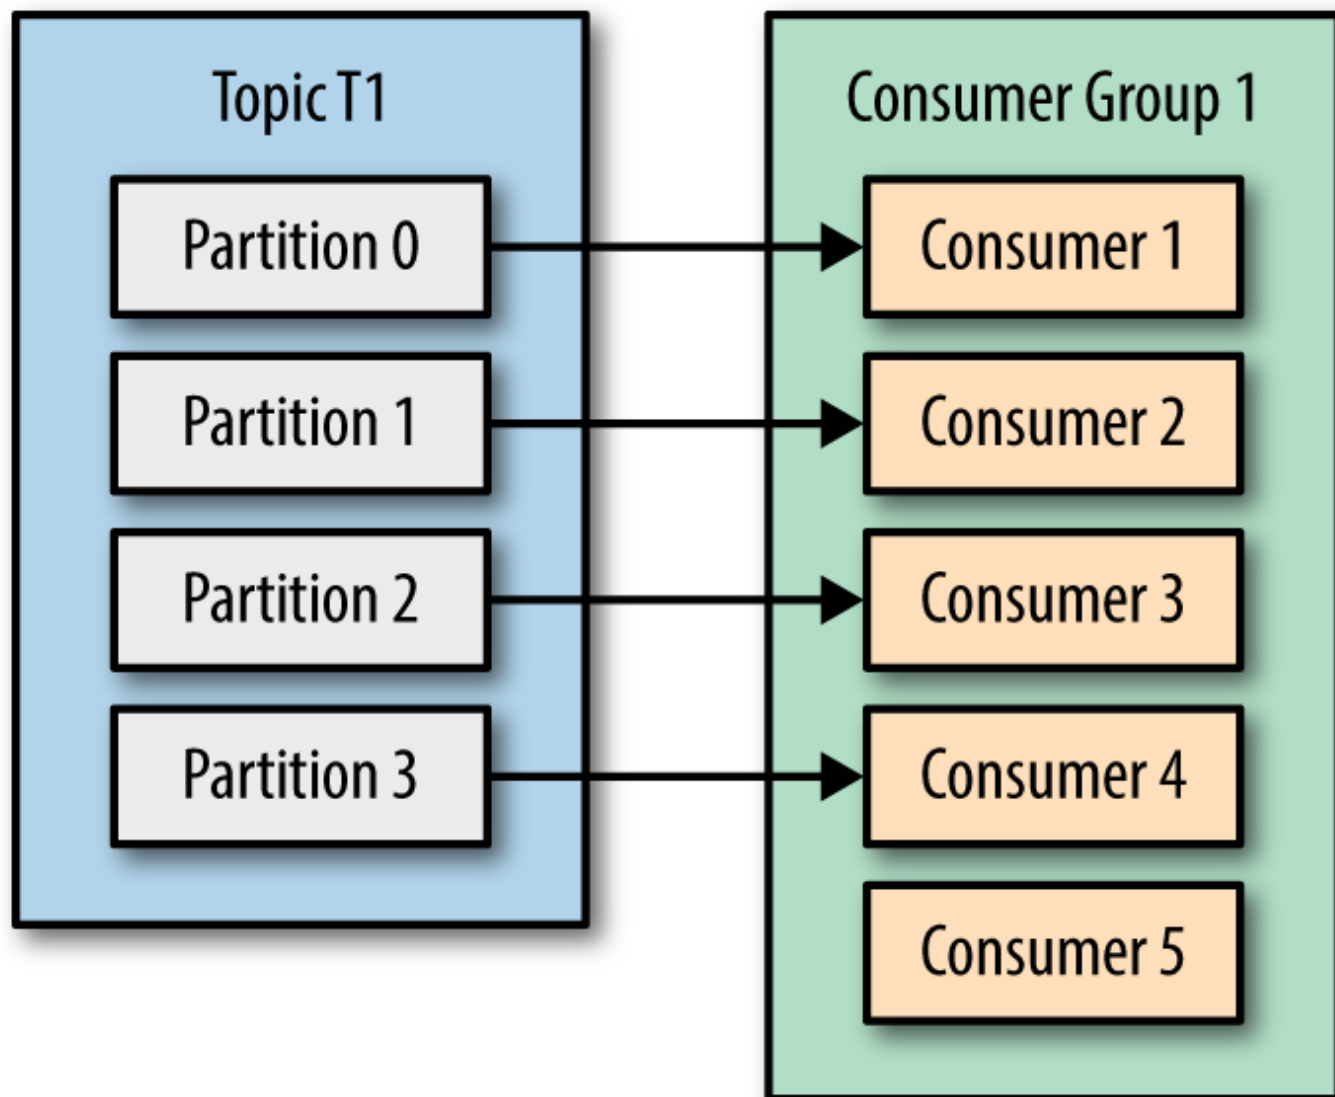 Topic T1
Partition 0
Partition 1
Partition 2
Partition 3
Consumer Group 1
Consumer 1
Consumer 2
Consumer 3
Consumer 4
Consumer 5